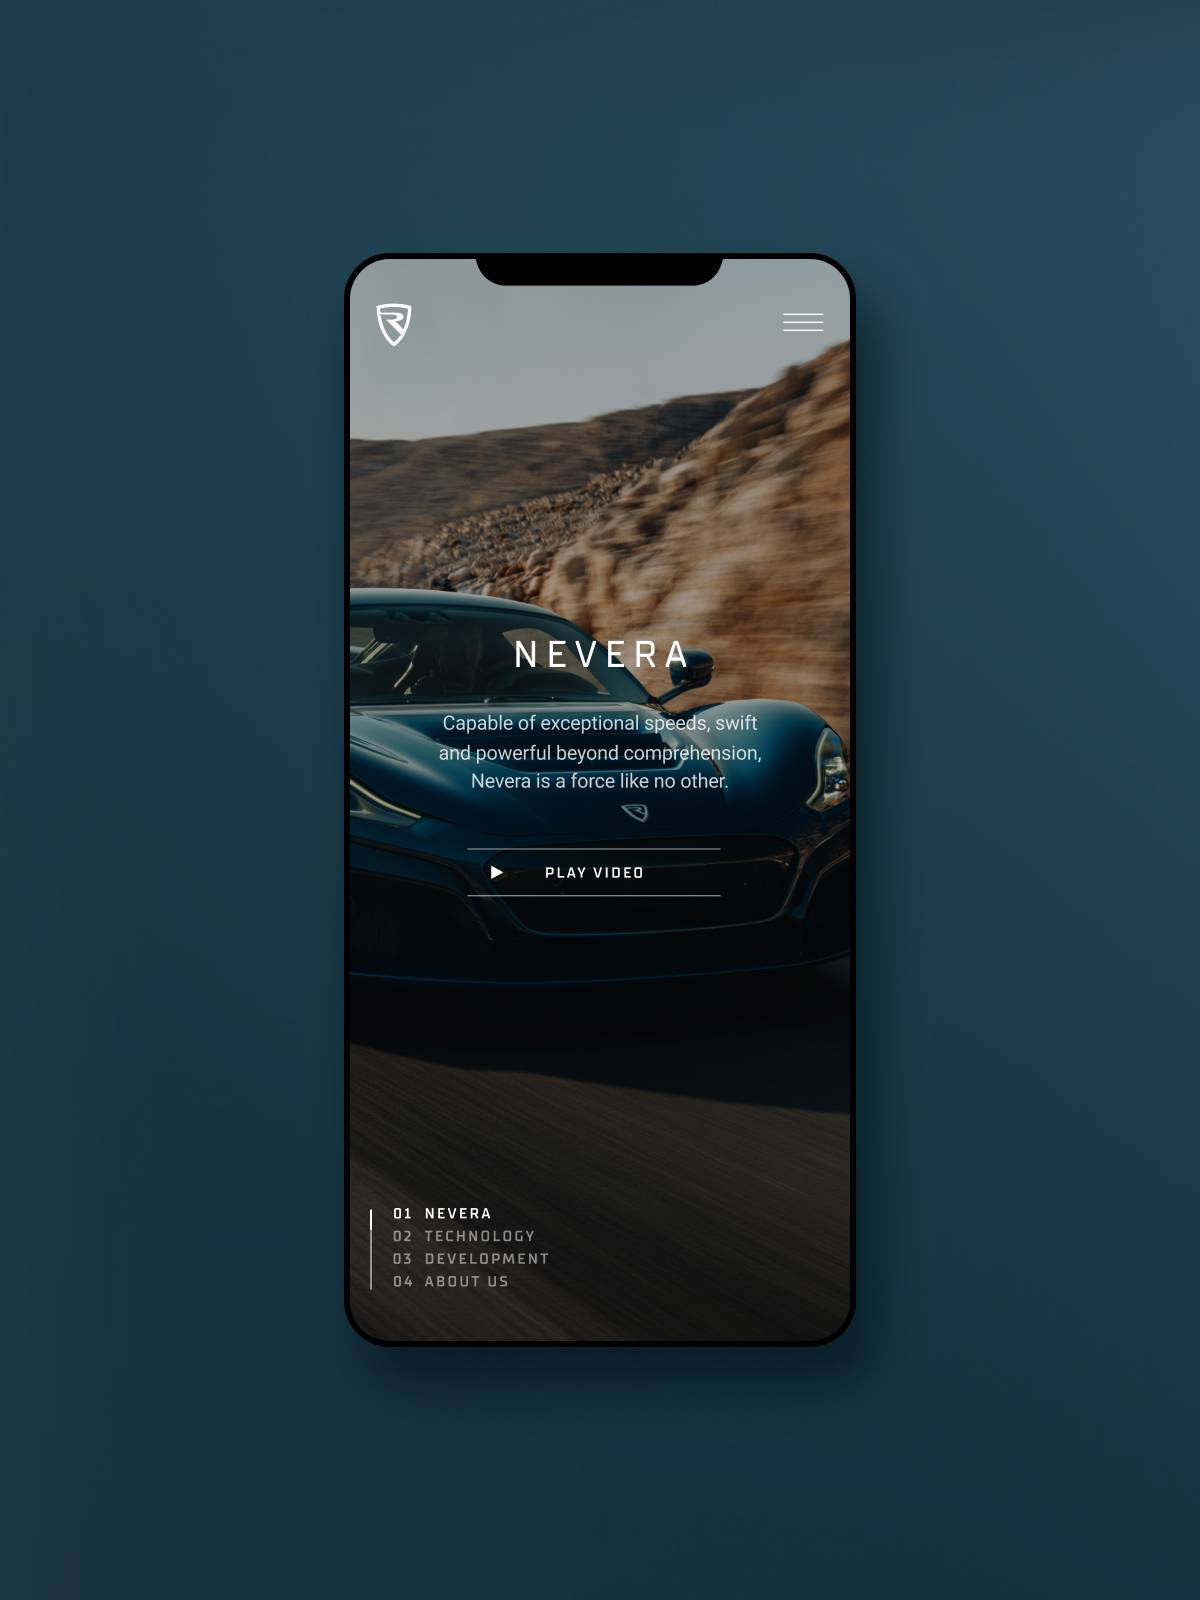 NEVERA
Capable of exceptional speeds, swift
and powerful beyond comprehension,
Nevera is a force like no other.
PLAY VIDEO
01 NEVERA
02 TECHNOLOGY
03 DEVELOPMENT
04 ABOUT US